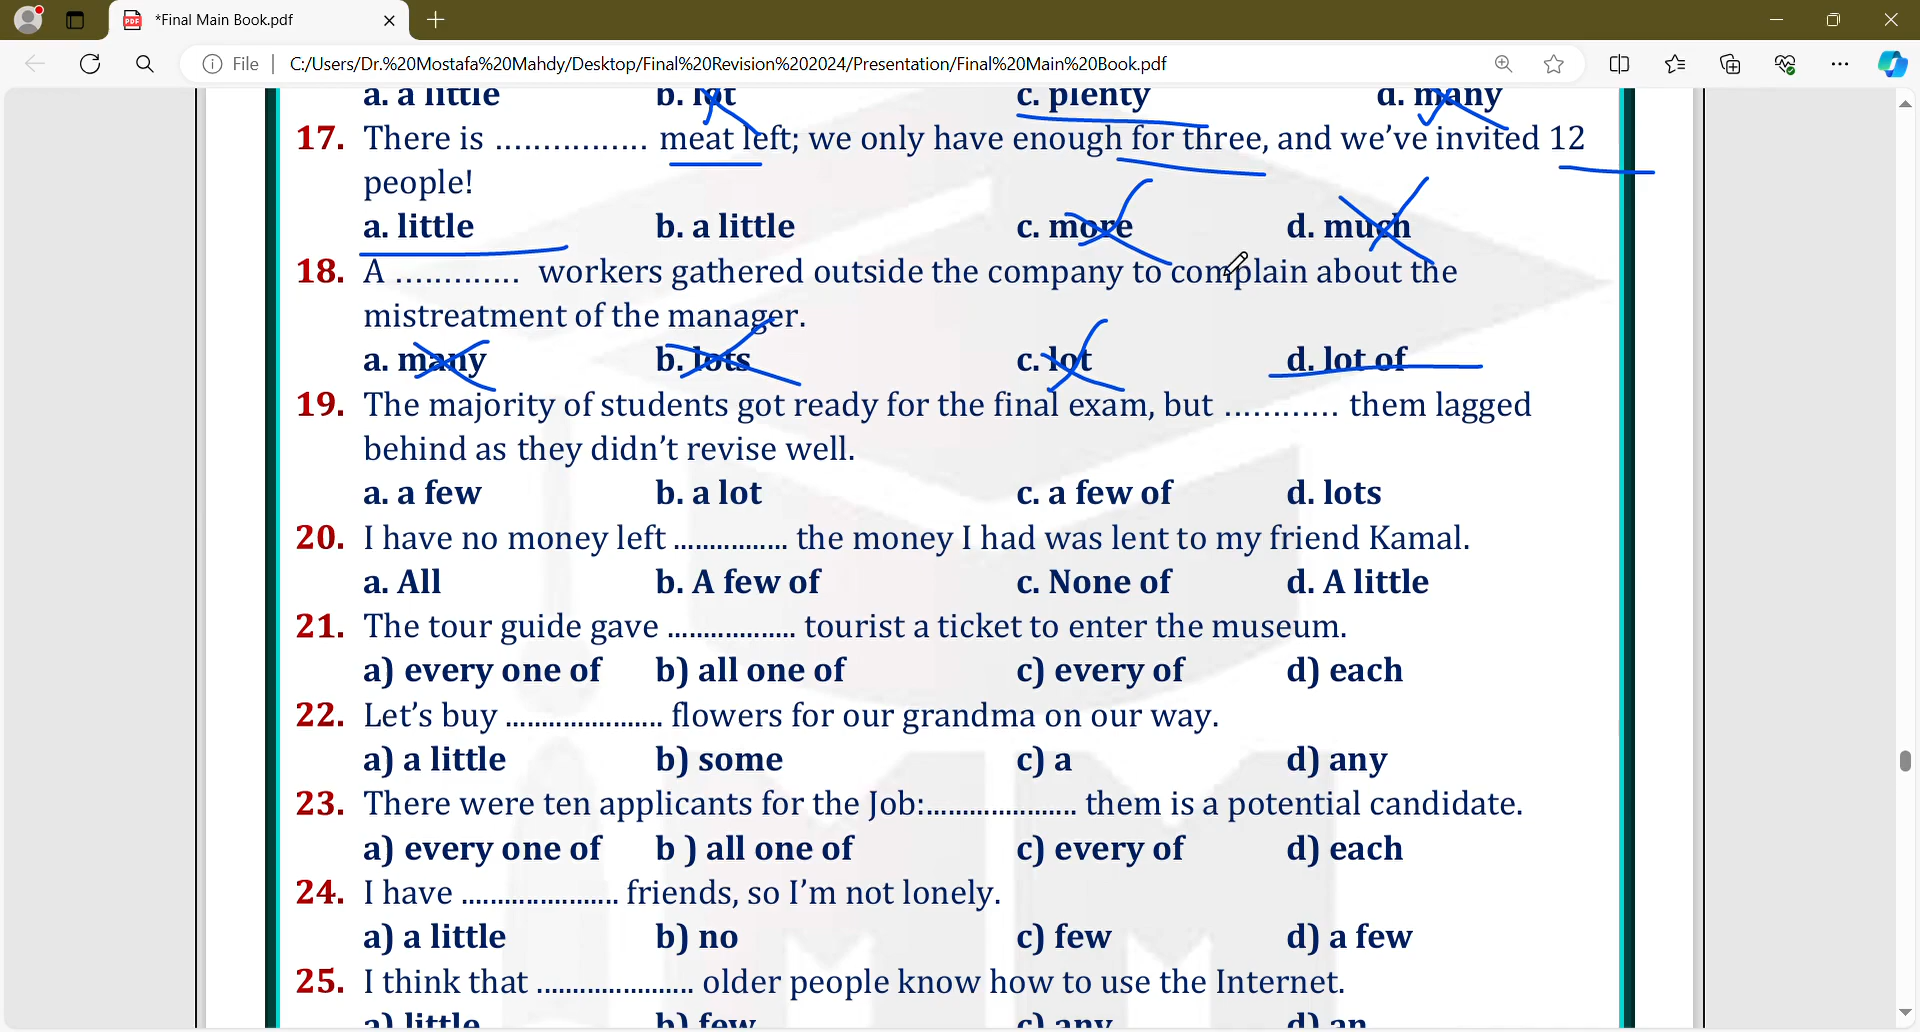 *Final Main Book.pdf
File | C:/Users/Dr.%20Mostafa%20Mahdy/Desktop/Final%20Revision%202024/Presentation/Final%20Main%20Book.pdf
a. a little b. lot c. plenty d. many
17. There is ................ meat left; we only have enough for three, and we've invited 12
people!
a. little b. a little c. more d. much
18. A ............. workers gathered outside the company to complain about the
mistreatment of the manager.
a. many b. lots c. lot d. lot of
19. The majority of students got ready for the final exam, but ............ them lagged
behind as they didn't revise well.
a. a few b. a lot c. a few of d. lots
20. I have no money left ................ the money I had was lent to my friend Kamal.
a. All b. A few of c. None of d. A little
21. The tour guide gave .................. tourist a ticket to enter the museum.
a) every one of b) all one of c) every of d) each
22. Let's buy ...................... flowers for our grandma on our way.
a) a little b) some c) a d) any
23. There were ten applicants for the Job:..................... them is a potential candidate.
a) every one of b ) all one of c) every of d) each
24. I have ...................... friends, so I'm not lonely.
a) a little b) no c) few d) a few
25. I think that ...................... older people know how to use the Internet.
a) little b) few c) any d) an